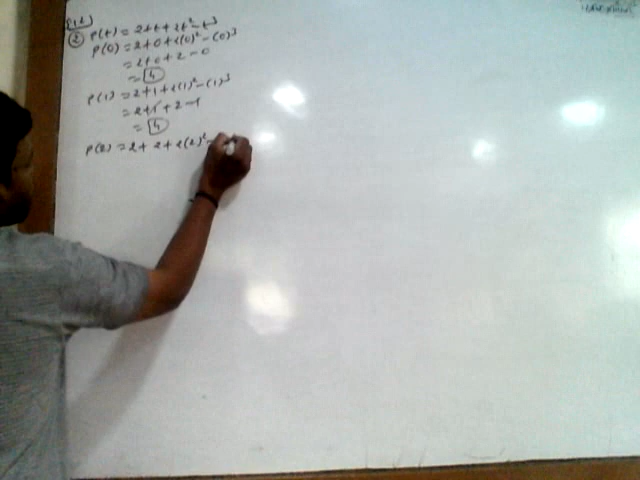 ② P(t) = 2+t+2t²-t³
P(0) = 2+0+2(0)²-(0)³
= 2+0+2-0
= 4
P(1) = 2+1+2(1)²-(1)³
= 2+1+2-1
= 4
P(2) = 2+2+2(2)²-